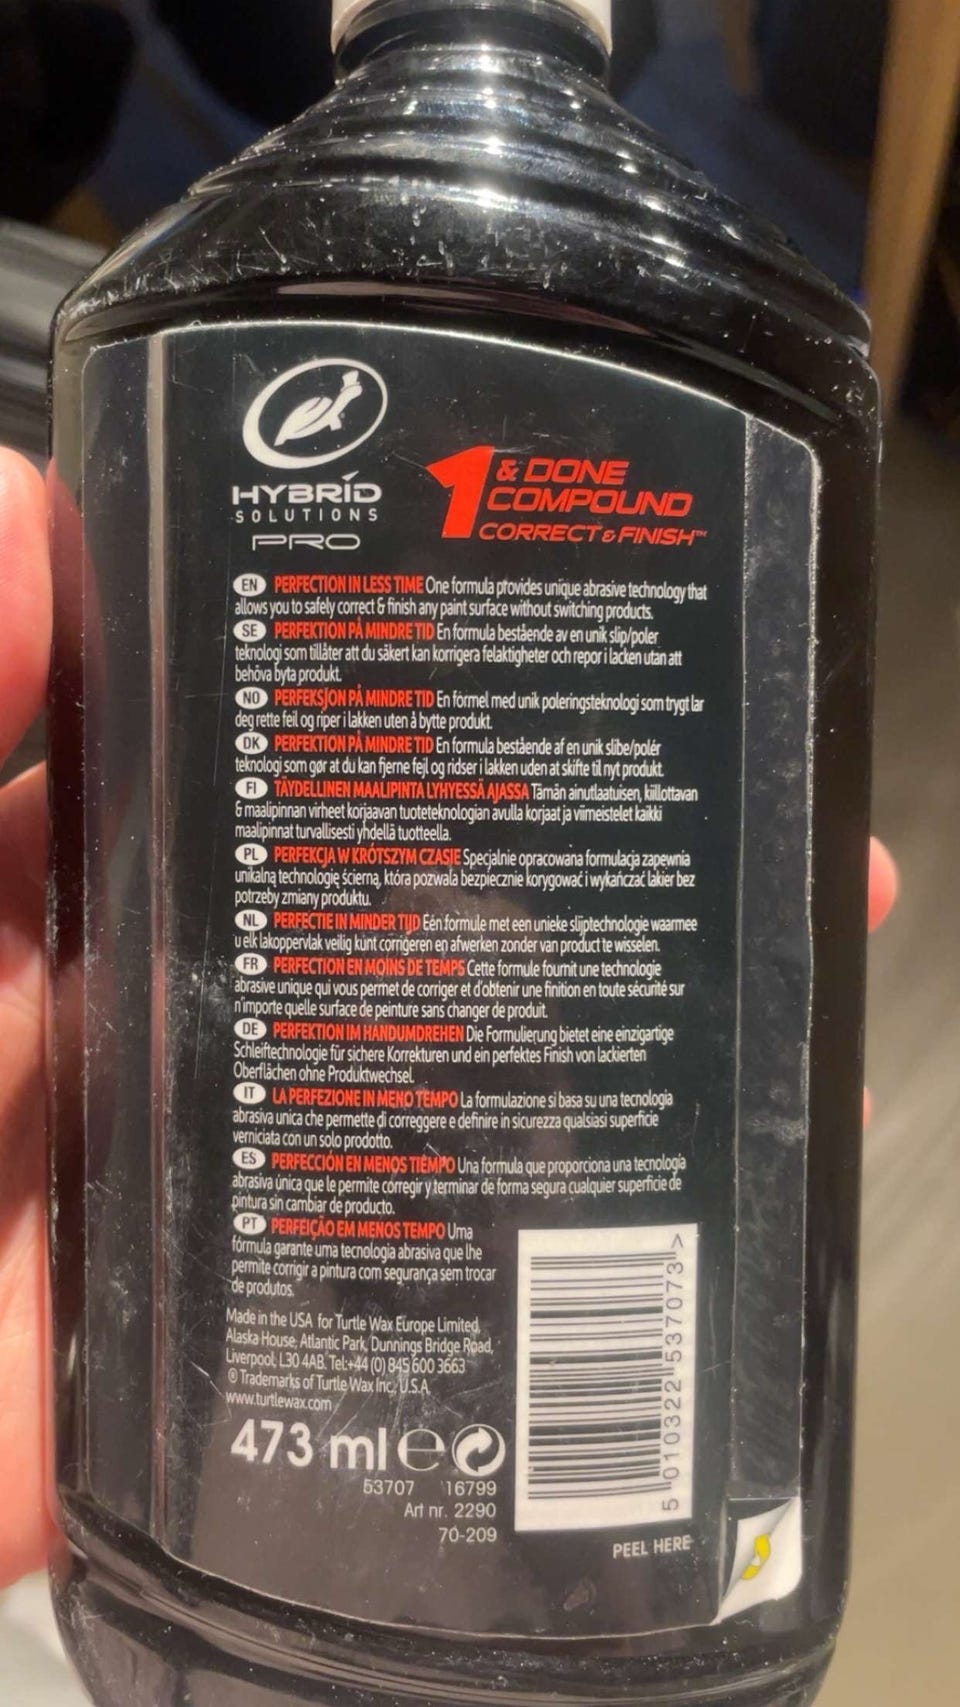 HYBRID
SOLUTIONS
PRO
1 & DONE
COMPOUND
CORRECT & FINISH™
EN PERFECTION IN LESS TIME One formula provides unique abrasive technology that
allows you to safely correct & finish any paint surface without switching products.
SE PERFEKTION PÅ MINDRE TID En formula bestående av en unik slip/poler
teknologi som tillåter att du säkert kan korrigera felaktigheter och repor i lacken utan att
behöva byta produkt.
NO PERFEKSJON PÅ MINDRE TID En formel med unik poleringsteknologi som trygt lar
deg rette feil og riper i lakken uten å bytte produkt.
DK PERFEKTION PÅ MINDRE TID En formula bestående af en unik slibe/polér
teknologi som gør at du kan fjerne fejl og ridser i lakken uden at skifte til nyt produkt.
FI TÄYDELLINEN MAALIPINTA LYHYESSÄ AJASSA Tämän ainutlaatuisen, kiillottavan
& maalipinnan virheet korjaavan tuoteteknologian avulla korjaat ja viimeistelet kaikki
maalipinnat turvallisesti yhdellä tuotteella.
PL PERFEKCJA W KRÓTSZYM CZASIE Specjalnie opracowana formulacja zapewnia
unikalną technologię ścierną, która pozwala bezpiecznie korygować i wykańczać lakier bez
potrzeby zmiany produktu.
NL PERFECTIE IN MINDER TIJD Eén formule met een unieke slijptechnologie waarmee
u elk lakoppervlak veilig kunt corrigeren en afwerken zonder van product te wisselen.
FR PERFECTION EN MOINS DE TEMPS Cette formule fournit une technologie
abrasive unique qui vous permet de corriger et d'obtenir une finition en toute sécurité sur
n'importe quelle surface de peinture sans changer de produit.
DE PERFEKTION IM HANDUMDREHEN Die Formulierung bietet eine einzigartige
Schleiftechnologie für sichere Korrekturen und ein perfektes Finish von lackierten
Oberflächen ohne Produktwechsel.
IT LA PERFEZIONE IN MENO TEMPO La formulazione si basa su una tecnologia
abrasiva unica che permette di correggere e definire in sicurezza qualsiasi superficie
verniciata con un solo prodotto.
ES PERFECCIÓN EN MENOS TIEMPO Una formula que proporciona una tecnología
abrasiva única que le permite corregir y terminar de forma segura cualquier superficie de
pintura sin cambiar de producto.
PT PERFEIÇÃO EM MENOS TEMPO Uma
fórmula garante uma tecnologia abrasiva que lhe
permite corrigir a pintura com segurança sem trocar
de produtos.
Made in the USA for Turtle Wax Europe Limited,
Alaska House, Atlantic Park, Dunnings Bridge Road,
Liverpool, L30 4AB. Tel:+44 (0) 845 600 3663
® Trademarks of Turtle Wax Inc., U.S.A.
www.turtlewax.com
473 ml ℮
53707 16799
Art nr. 2290
70-209
5 010322 537073 >
PEEL HERE